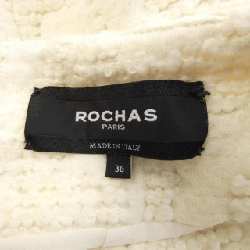 ROCHAS
PARIS
MADE IN ITALY
36